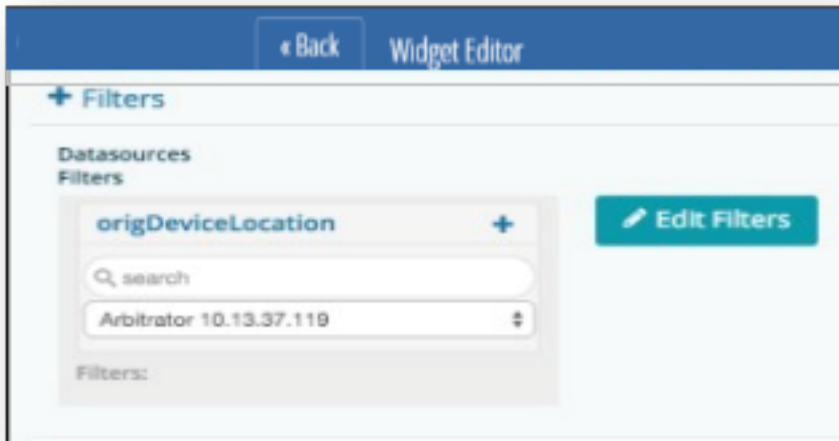 « Back Widget Editor
+ Filters
Datasources
Filters
origDeviceLocation +
search
Arbitrator 10.13.37.119
Edit Filters
Filters: